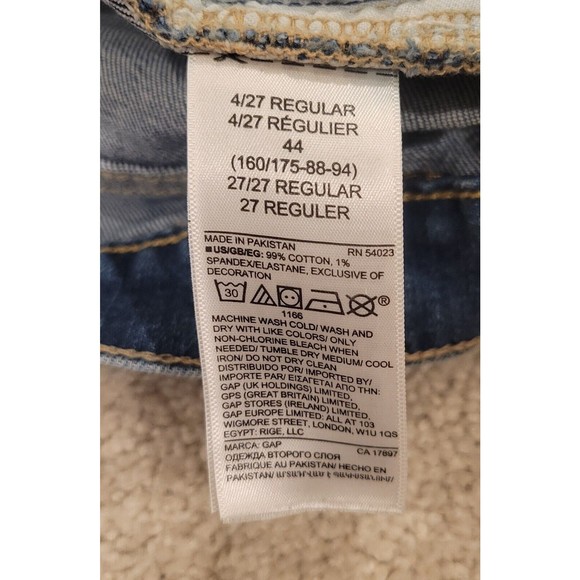 4/27 REGULAR
4/27 RÉGULIER
44
(160/175-88-94)
27/27 REGULAR
27 REGULER
MADE IN PAKISTAN RN 54023
■ US/GB/EG: 99% COTTON, 1%
SPANDEX/ELASTANE, EXCLUSIVE OF
DECORATION
30 ®
1166
MACHINE WASH COLD/ WASH AND
DRY WITH LIKE COLORS/ ONLY
NON-CHLORINE BLEACH WHEN
NEEDED/ TUMBLE DRY MEDIUM/ COOL
IRON/ DO NOT DRY CLEAN
DISTRIBUIDO POR/ IMPORTED BY/
IMPORTE PAR/ ΕΙΣΑΓΕΤΑΙ ΑΠΟ ΤΗΝ:
GAP (UK HOLDINGS) LIMITED,
GPS (GREAT BRITAIN) LIMITED,
GAP STORES (IRELAND) LIMITED,
GAP EUROPE LIMITED: ALL AT 103
WIGMORE STREET, LONDON, W1U 1QS
EGYPT: RIGE, LLC
MARCA: GAP CA 17897
ОДЕЖДА ВТОРОГО СЛОЯ
FABRIQUÉ AU PAKISTAN/ HECHO EN
PAKISTAN/